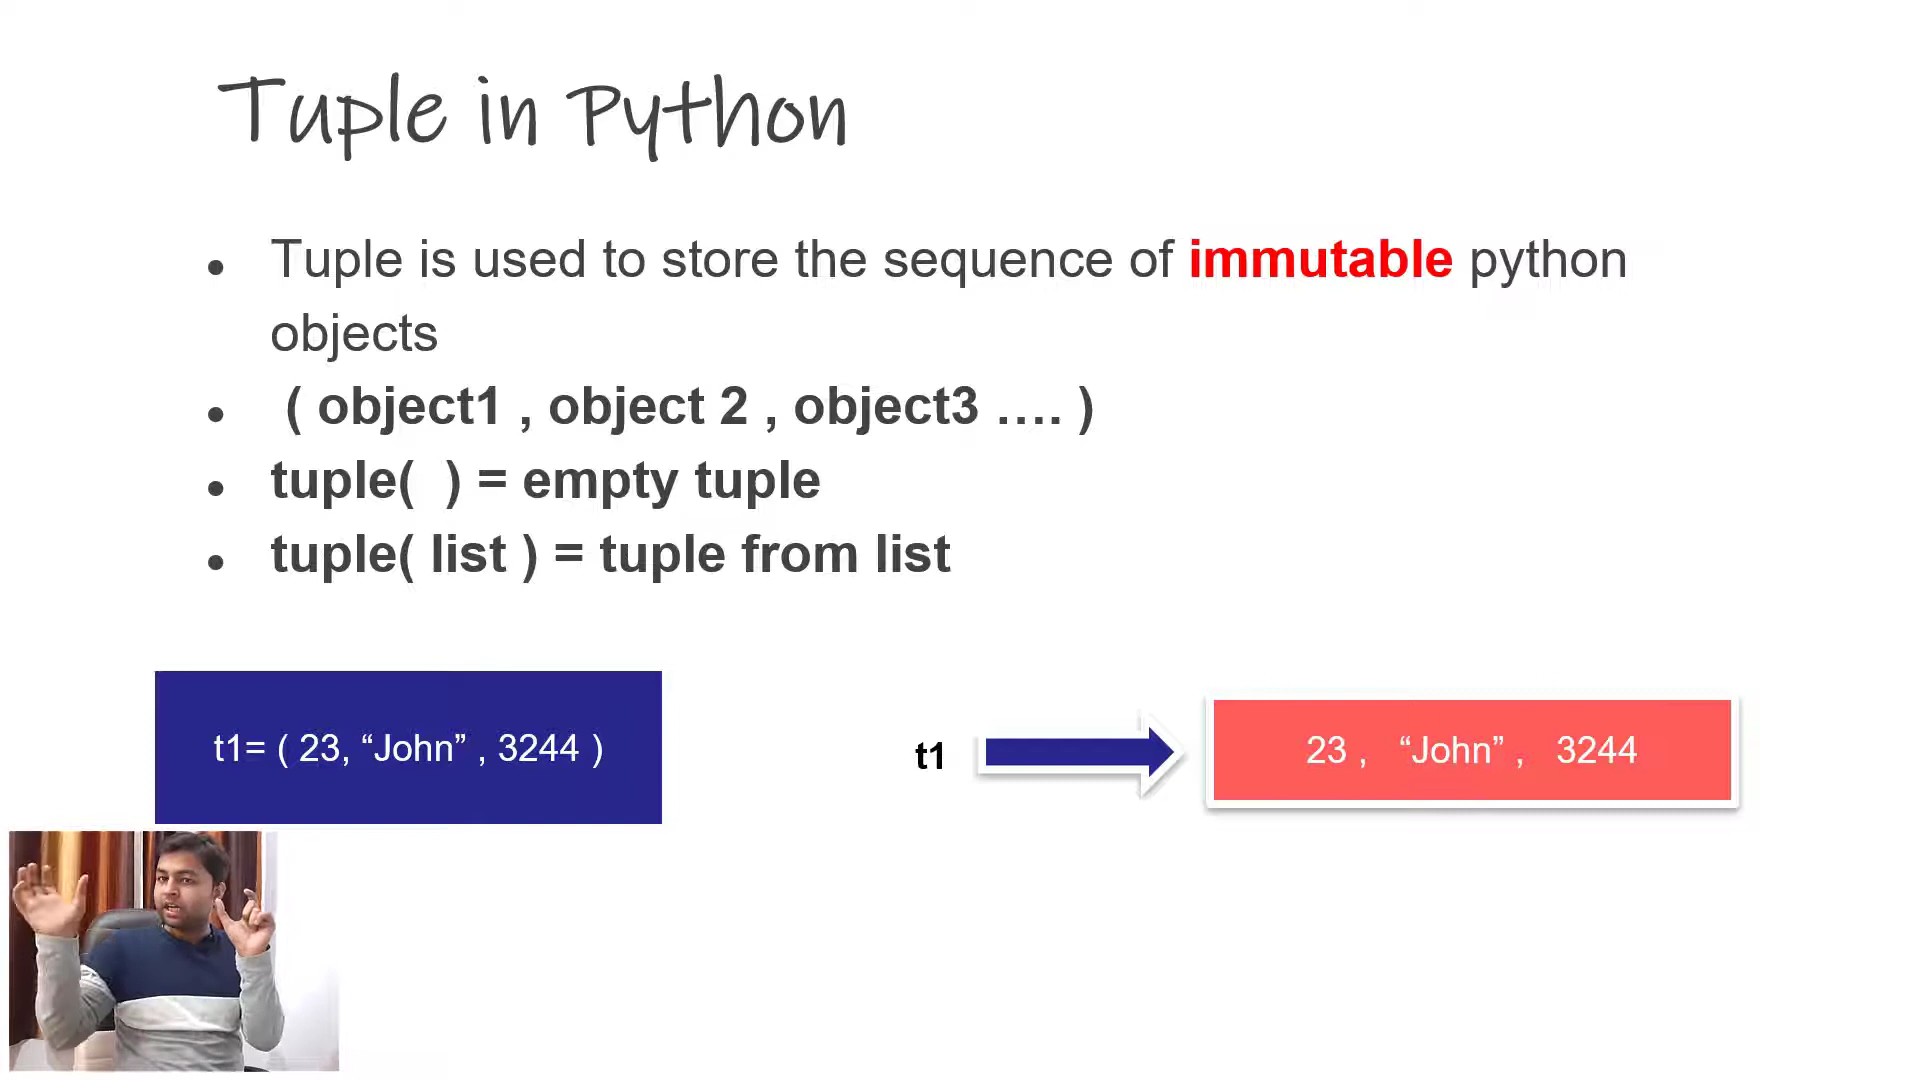 Tuple in Python
• Tuple is used to store the sequence of immutable python
objects
• ( object1 , object 2 , object3 …. )
• tuple( ) = empty tuple
• tuple( list ) = tuple from list
t1= ( 23, “John” , 3244 )
t1
23 , “John” , 3244